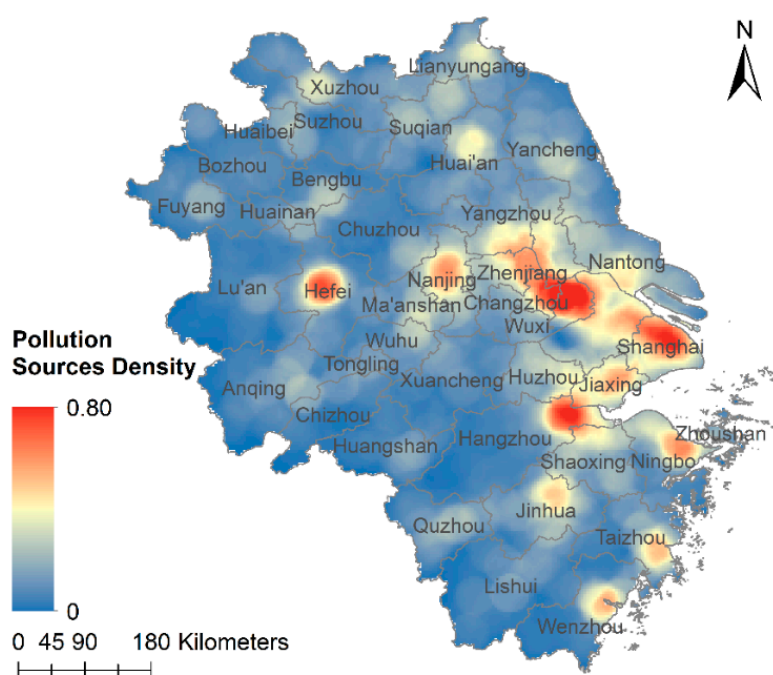 N
Lianyungang
Xuzhou
Suzhou
Suqian
Huaibei
Huai'an
Yancheng
Bozhou
Bengbu
Fuyang
Huainan
Yangzhou
Chuzhou
Nantong
Zhenjiang
Nanjing
Lu'an
Hefei
Ma'anshan
Changzhou
Wuxi
Wuhu
Shanghai
Tongling
Xuancheng
Huzhou
Jiaxing
Anqing
Chizhou
Huangshan
Hangzhou
Zhoushan
Shaoxing
Ningbo
Jinhua
Quzhou
Taizhou
Lishui
Wenzhou
Pollution
Sources Density
0.80
0
0 45 90 180 Kilometers